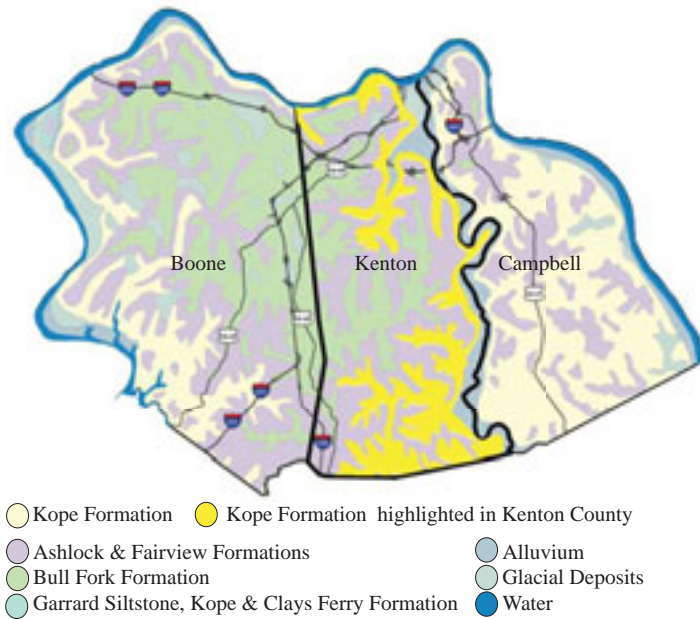 Boone Kenton Campbell
Kope Formation Kope Formation highlighted in Kenton County
Ashlock & Fairview Formations Alluvium
Bull Fork Formation Glacial Deposits
Garrard Siltstone, Kope & Clays Ferry Formation Water